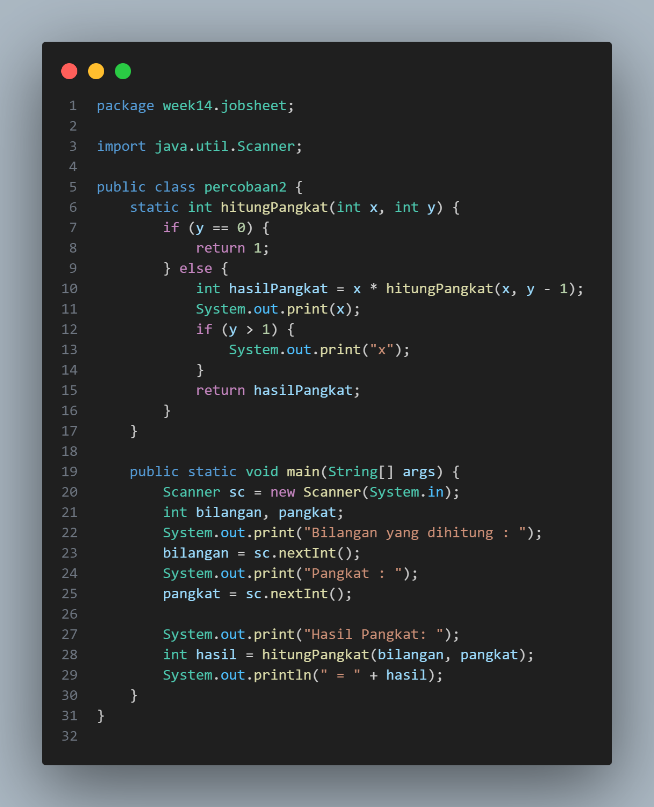 1 package week14.jobsheet;
2
3 import java.util.Scanner;
4
5 public class percobaan2 {
6     static int hitungPangkat(int x, int y) {
7         if (y == 0) {
8             return 1;
9         } else {
10             int hasilPangkat = x * hitungPangkat(x, y - 1);
11             System.out.print(x);
12             if (y > 1) {
13                 System.out.print("x");
14             }
15             return hasilPangkat;
16         }
17     }
18
19     public static void main(String[] args) {
20         Scanner sc = new Scanner(System.in);
21         int bilangan, pangkat;
22         System.out.print("Bilangan yang dihitung : ");
23         bilangan = sc.nextInt();
24         System.out.print("Pangkat : ");
25         pangkat = sc.nextInt();
26
27         System.out.print("Hasil Pangkat: ");
28         int hasil = hitungPangkat(bilangan, pangkat);
29         System.out.println(" = " + hasil);
30     }
31 }
32